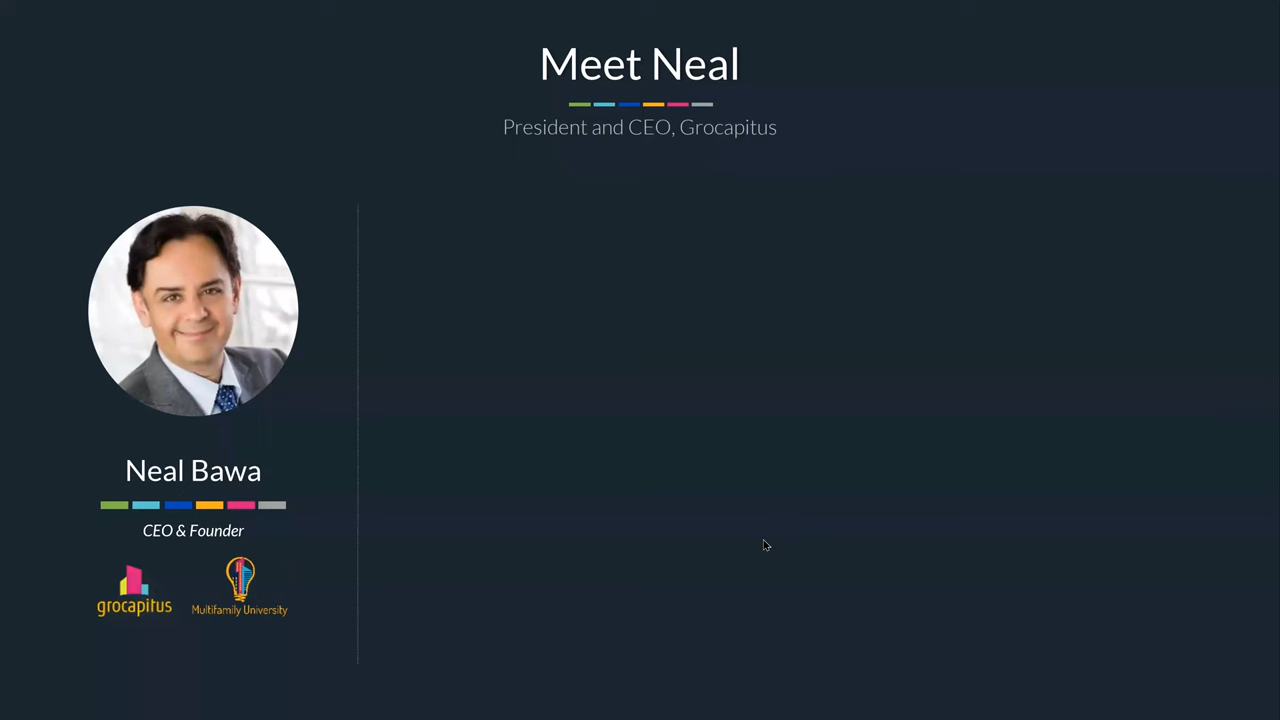 Meet Neal
President and CEO, Grocapitus
Neal Bawa
CEO & Founder
grocapitus
Multifamily University